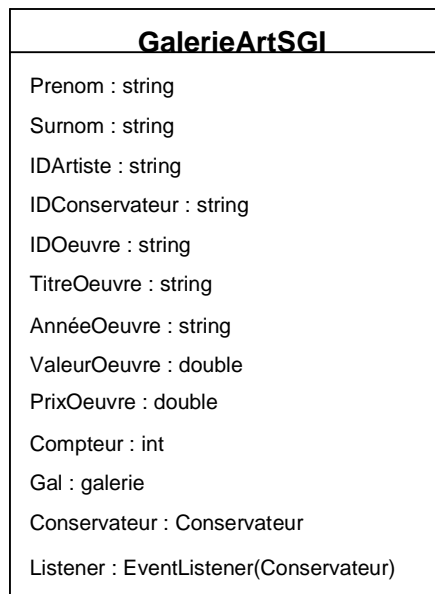 GalerieArtSGI
Prenom : string
Surnom : string
IDArtiste : string
IDConservateur : string
IDOeuvre : string
TitreOeuvre : string
AnnéeOeuvre : string
ValeurOeuvre : double
PrixOeuvre : double
Compteur : int
Gal : galerie
Conservateur : Conservateur
Listener : EventListener(Conservateur)